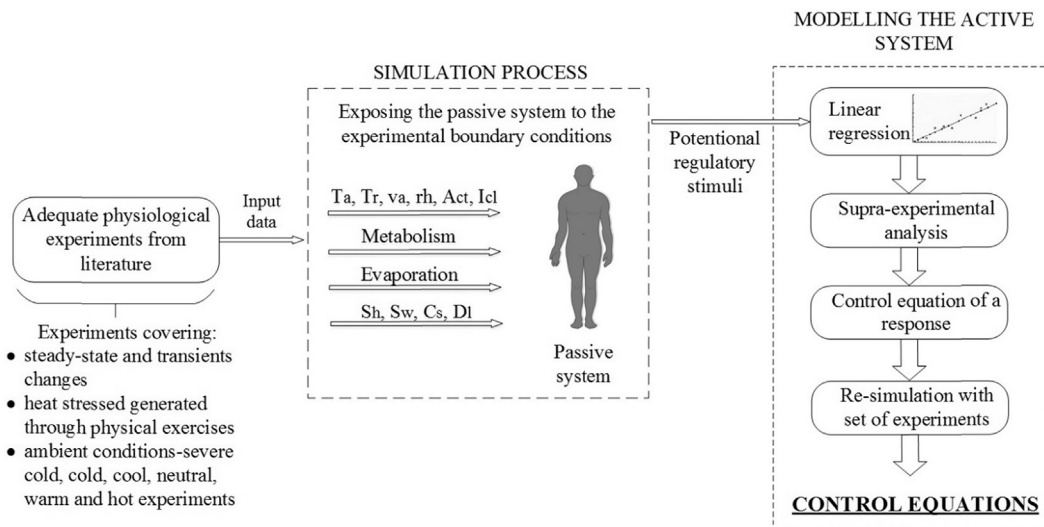 Adequate physiological
experiments from
literature
Experiments covering:
• steady-state and transients
changes
• heat stressed generated
through physical exercises
• ambient conditions-severe
cold, cold, cool, neutral,
warm and hot experiments
Input
data
SIMULATION PROCESS
Exposing the passive system to the
experimental boundary conditions
Ta, Tr, va, rh, Act, Icl
Metabolism
Evaporation
Sh, Sw, Cs, Dl
Passive
system
Potentional
regulatory
stimuli
MODELLING THE ACTIVE
SYSTEM
Linear
regression
Supra-experimental
analysis
Control equation of a
response
Re-simulation with
set of experiments
CONTROL EQUATIONS